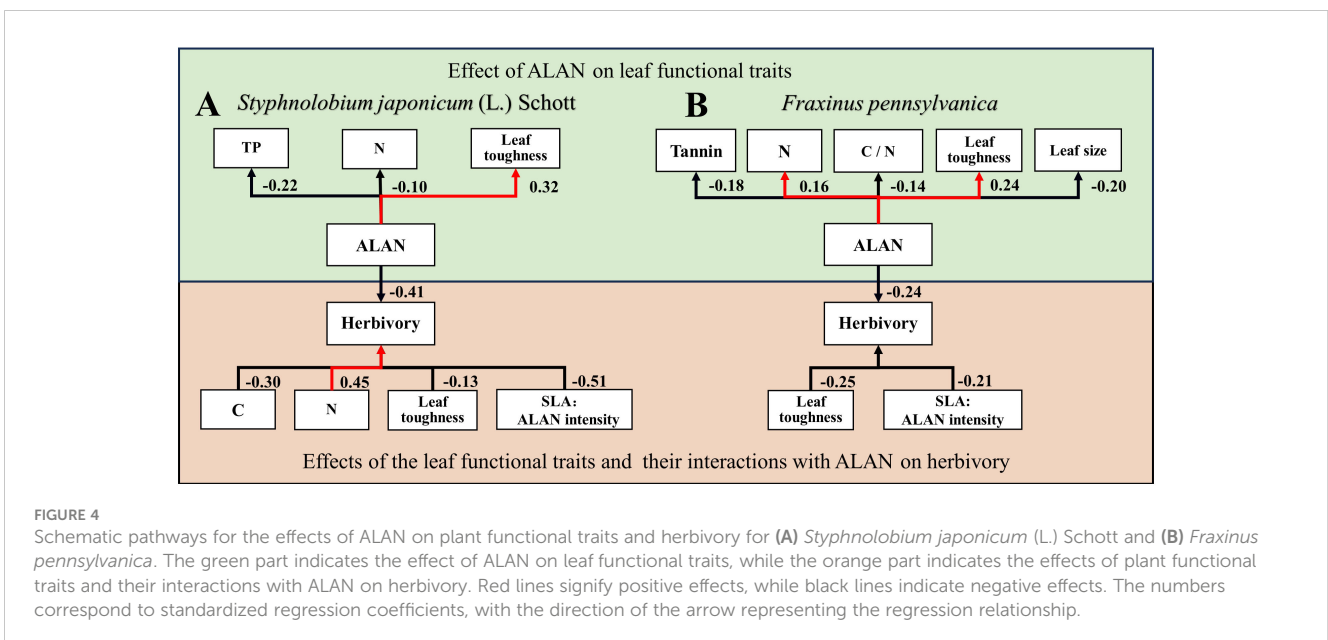 Effect of ALAN on leaf functional traits
A Styphnolobium japonicum (L.) Schott
B Fraxinus pennsylvanica
TP
N
Leaf
toughness
Tannin
N
C / N
Leaf
toughness
Leaf size
-0.22
-0.10
0.32
-0.18
0.16
-0.14
0.24
-0.20
ALAN
ALAN
-0.41
-0.24
Herbivory
Herbivory
-0.30
0.45
-0.13
-0.51
-0.25
-0.21
C
N
Leaf
toughness
SLA:
ALAN intensity
Leaf
toughness
SLA:
ALAN intensity
Effects of the leaf functional traits and their interactions with ALAN on herbivory
FIGURE 4
Schematic pathways for the effects of ALAN on plant functional traits and herbivory for (A) Styphnolobium japonicum (L.) Schott and (B) Fraxinus
pennsylvanica. The green part indicates the effect of ALAN on leaf functional traits, while the orange part indicates the effects of plant functional
traits and their interactions with ALAN on herbivory. Red lines signify positive effects, while black lines indicate negative effects. The numbers
correspond to standardized regression coefficients, with the direction of the arrow representing the regression relationship.